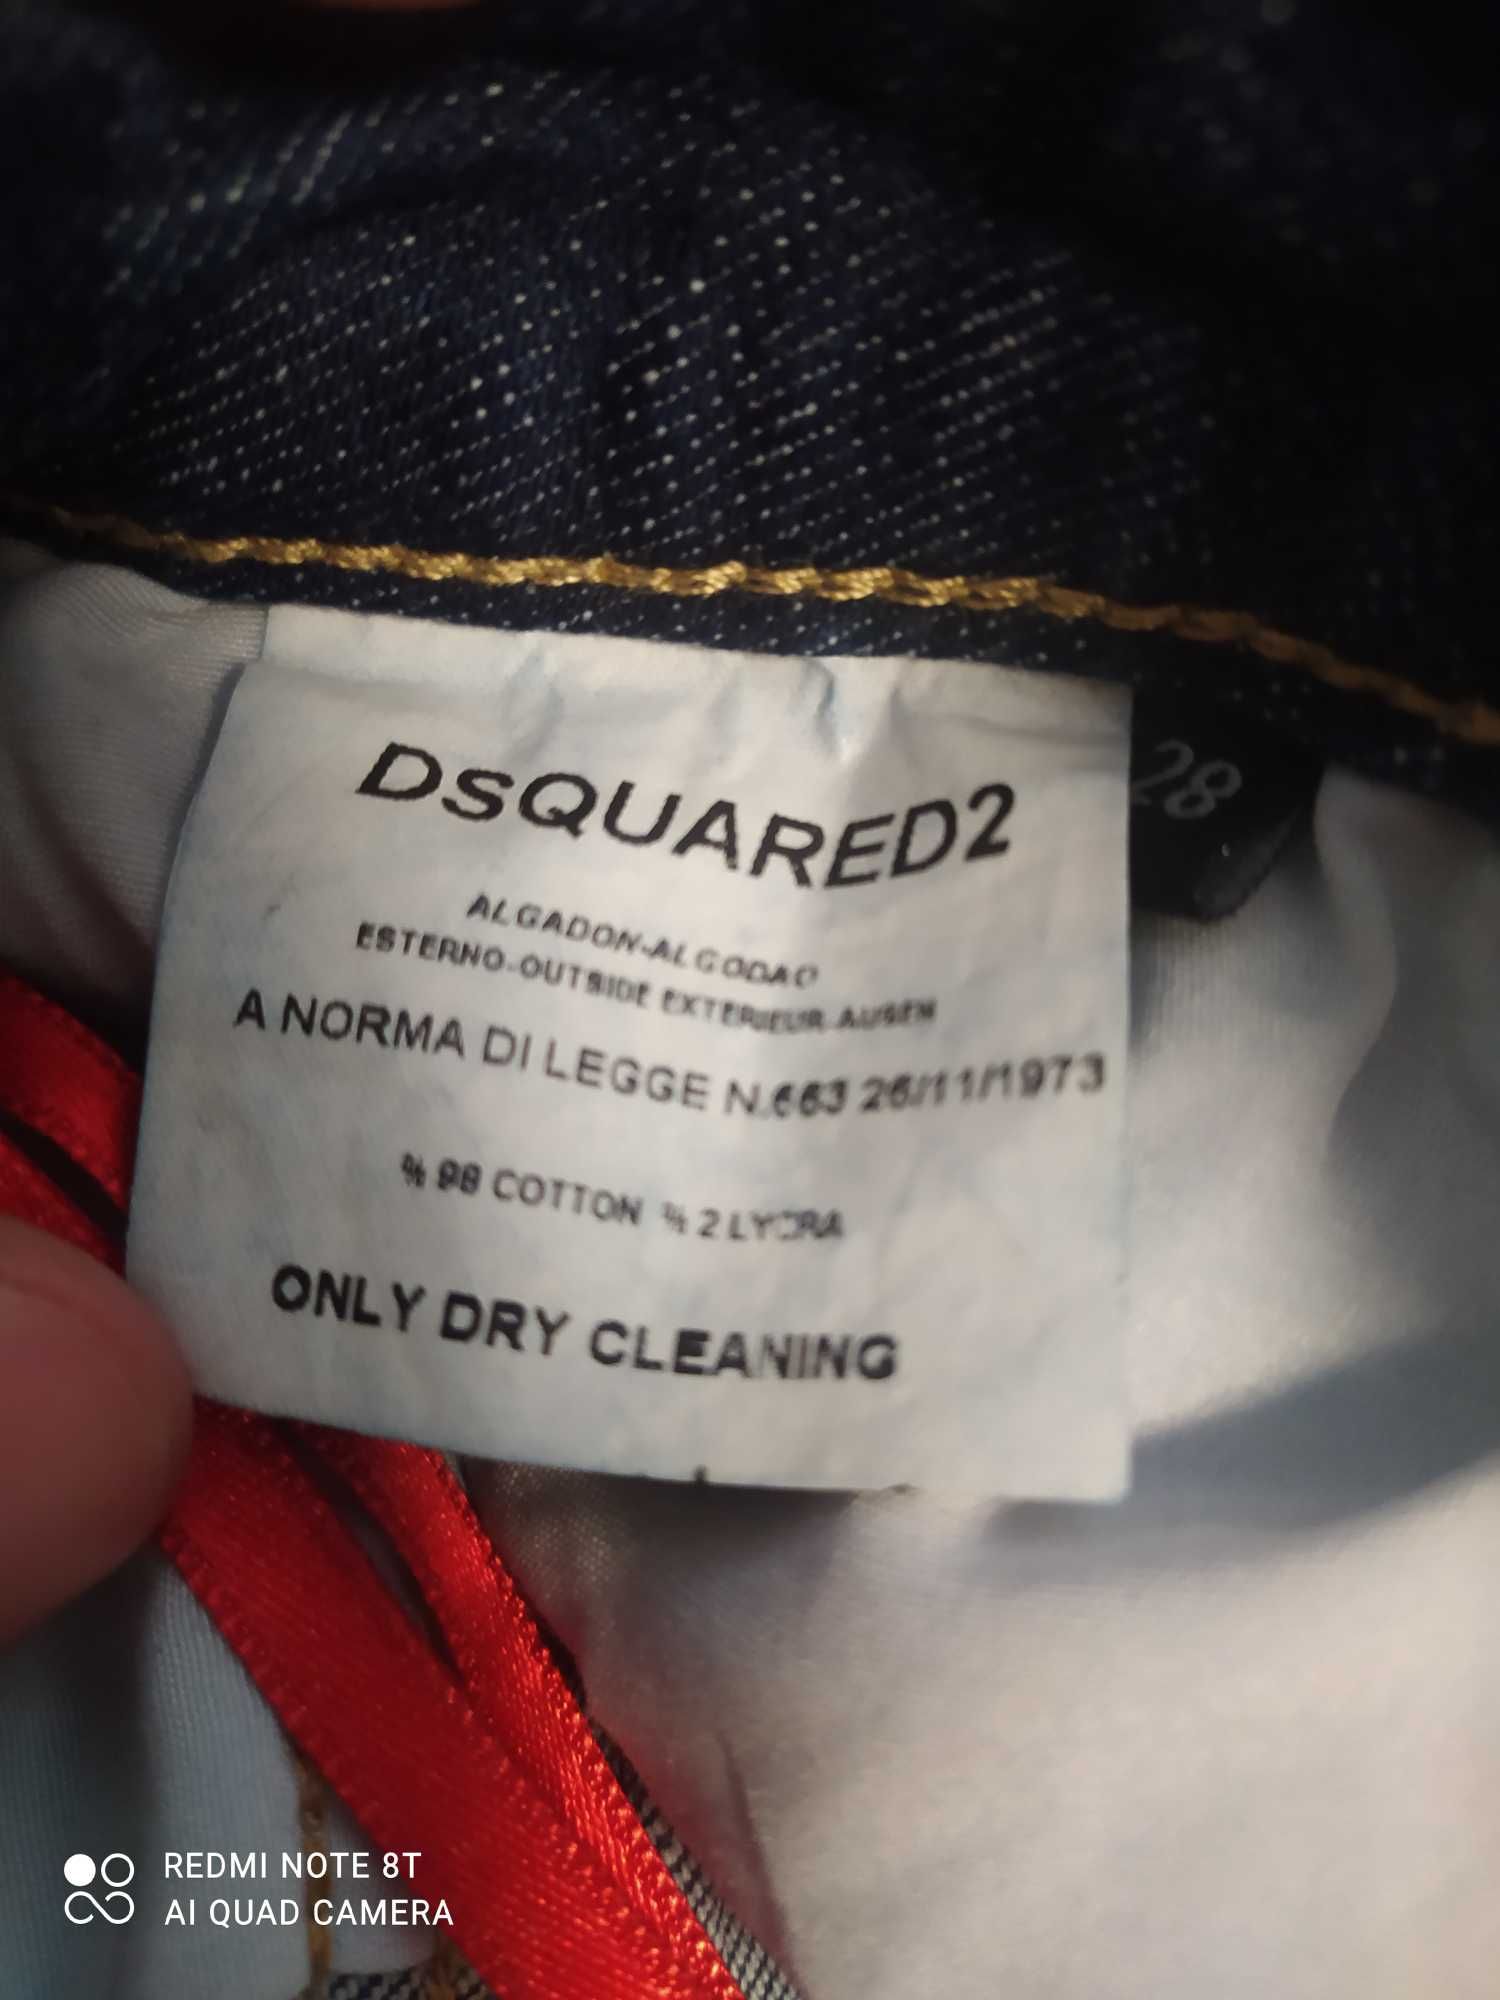 DSQUARED2
28
ALGADON-ALGODAO
ESTERNO-OUTSIDE EXTERIEUR-AUSEN
A NORMA DI LEGGE N.663 26/11/1973
% 98 COTTON % 2 LYCRA
ONLY DRY CLEANING
REDMI NOTE 8T
AI QUAD CAMERA